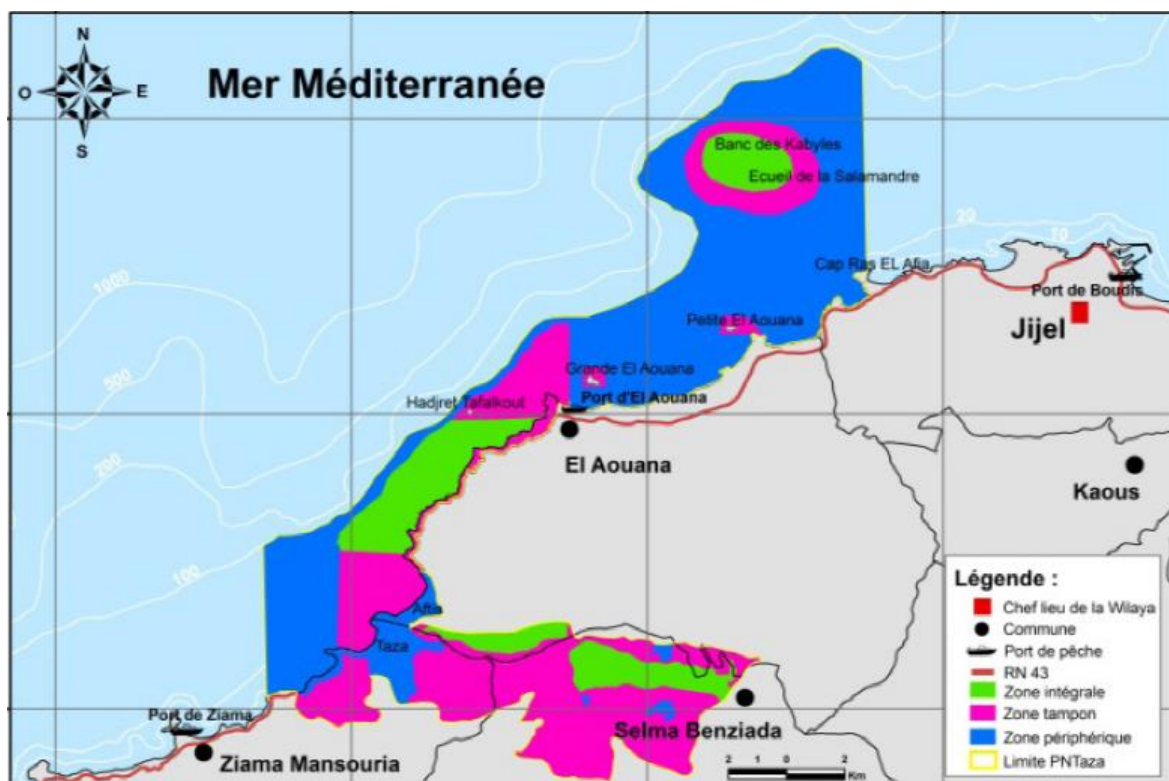 N
O E
S
Mer Méditerranée
Banc des Kabyles
Ecueil de la Salamandre
20
10
Cap Ras EL Afia
1000
Port de Boudis
Petite El Aouana
Jijel
500
Grande El Aouana
Hadjret Tafalkout
Port d'El Aouana
200
El Aouana
Kaous
100
Légende :
Chef lieu de la Wilaya
Commune
Port de pêche
RN 43
Zone intégrale
Zone tampon
Zone périphérique
Limite PNTaza
Aftis
Taza
Port de Ziama
Selma Benziada
Ziama Mansouria
2 0 2
Km